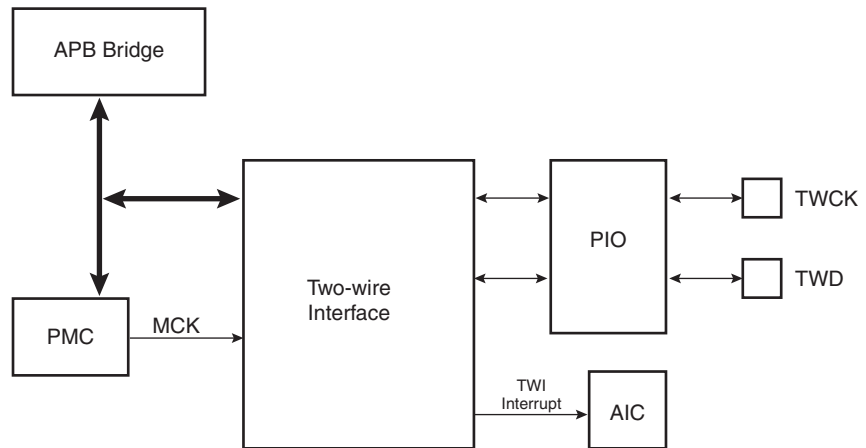 APB Bridge
TWCK
PIO
Two-wire
Interface
TWD
MCK
PMC
TWI
Interrupt
AIC